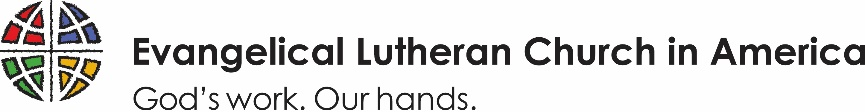 Evangelical Lutheran Church in America
God's work. Our hands.